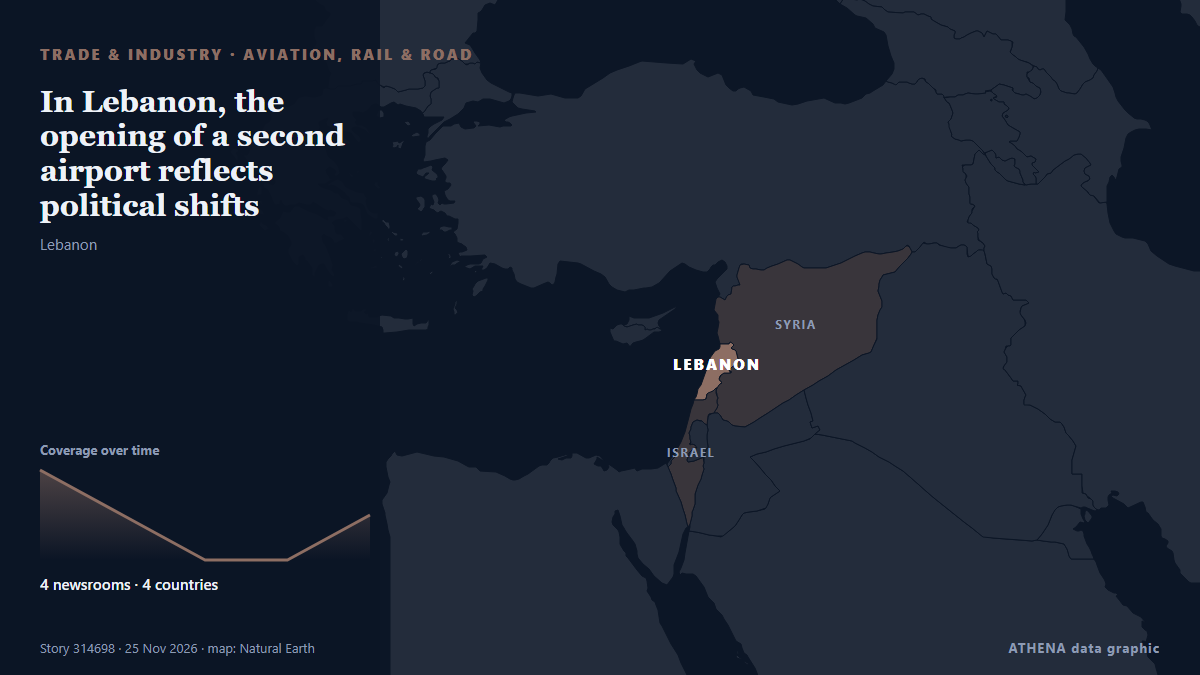 TRADE & INDUSTRY · AVIATION, RAIL & ROAD
In Lebanon, the
opening of a second
airport reflects
political shifts
Lebanon
SYRIA
LEBANON
ISRAEL
Coverage over time
4 newsrooms · 4 countries
Story 314698 · 25 Nov 2026 · map: Natural Earth
ATHENA data graphic